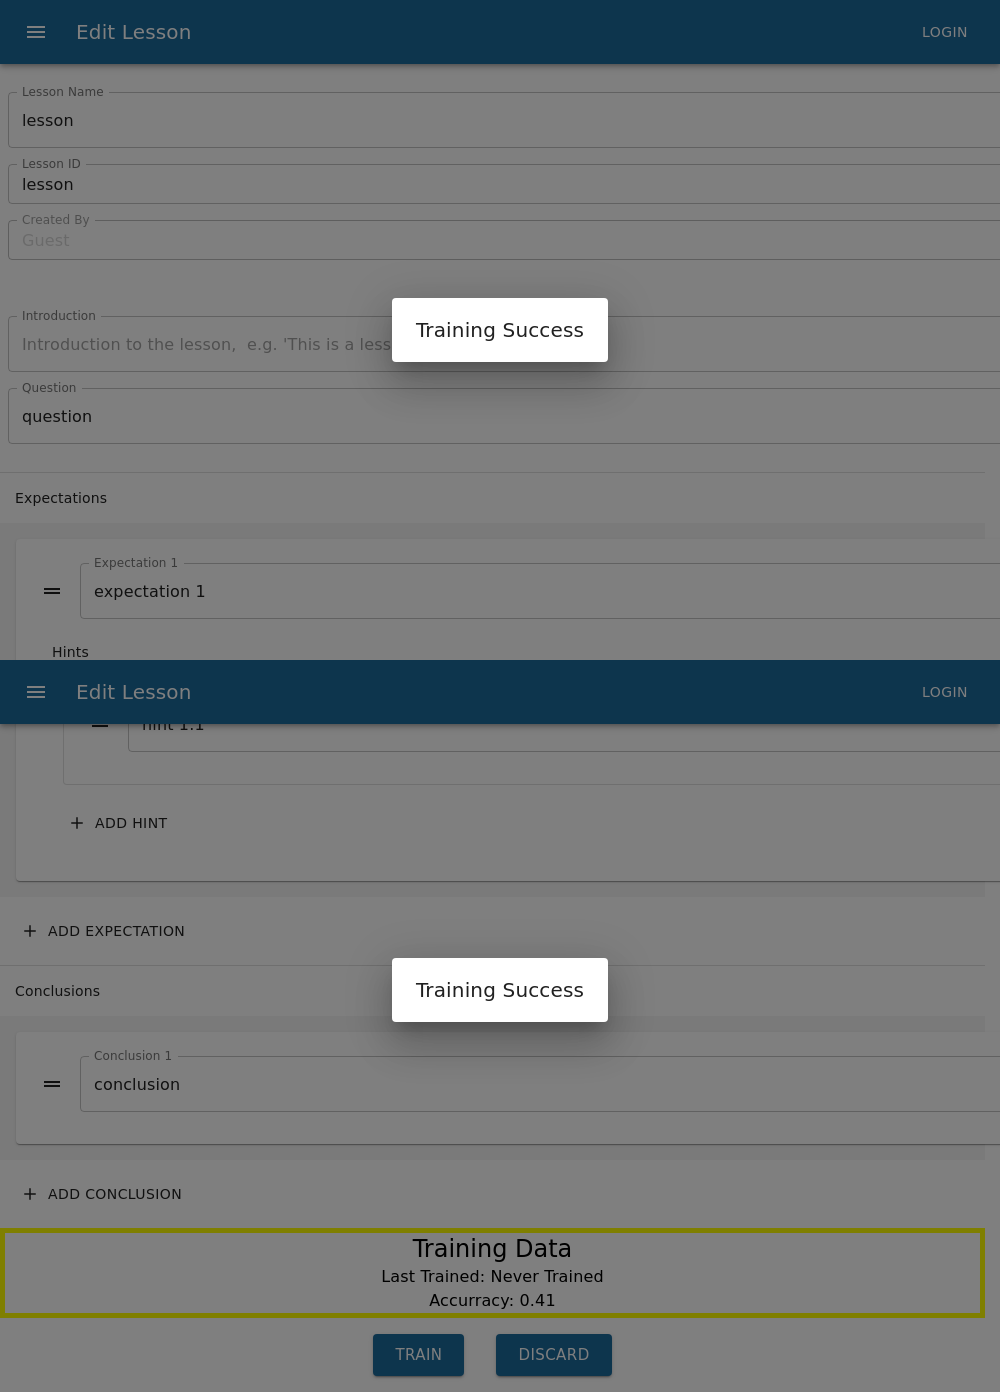 Edit Lesson
LOGIN
Lesson Name
lesson
Lesson ID
lesson
Created By
Guest
Introduction
Introduction to the lesson,  e.g. 'This is a less
Training Success
Question
question
Expectations
Expectation 1
expectation 1
Hints
Edit Lesson
LOGIN
hint 1.1
ADD HINT
ADD EXPECTATION
Conclusions
Training Success
Conclusion 1
conclusion
ADD CONCLUSION
Training Data
Last Trained: Never Trained
Accurracy: 0.41
TRAIN
DISCARD